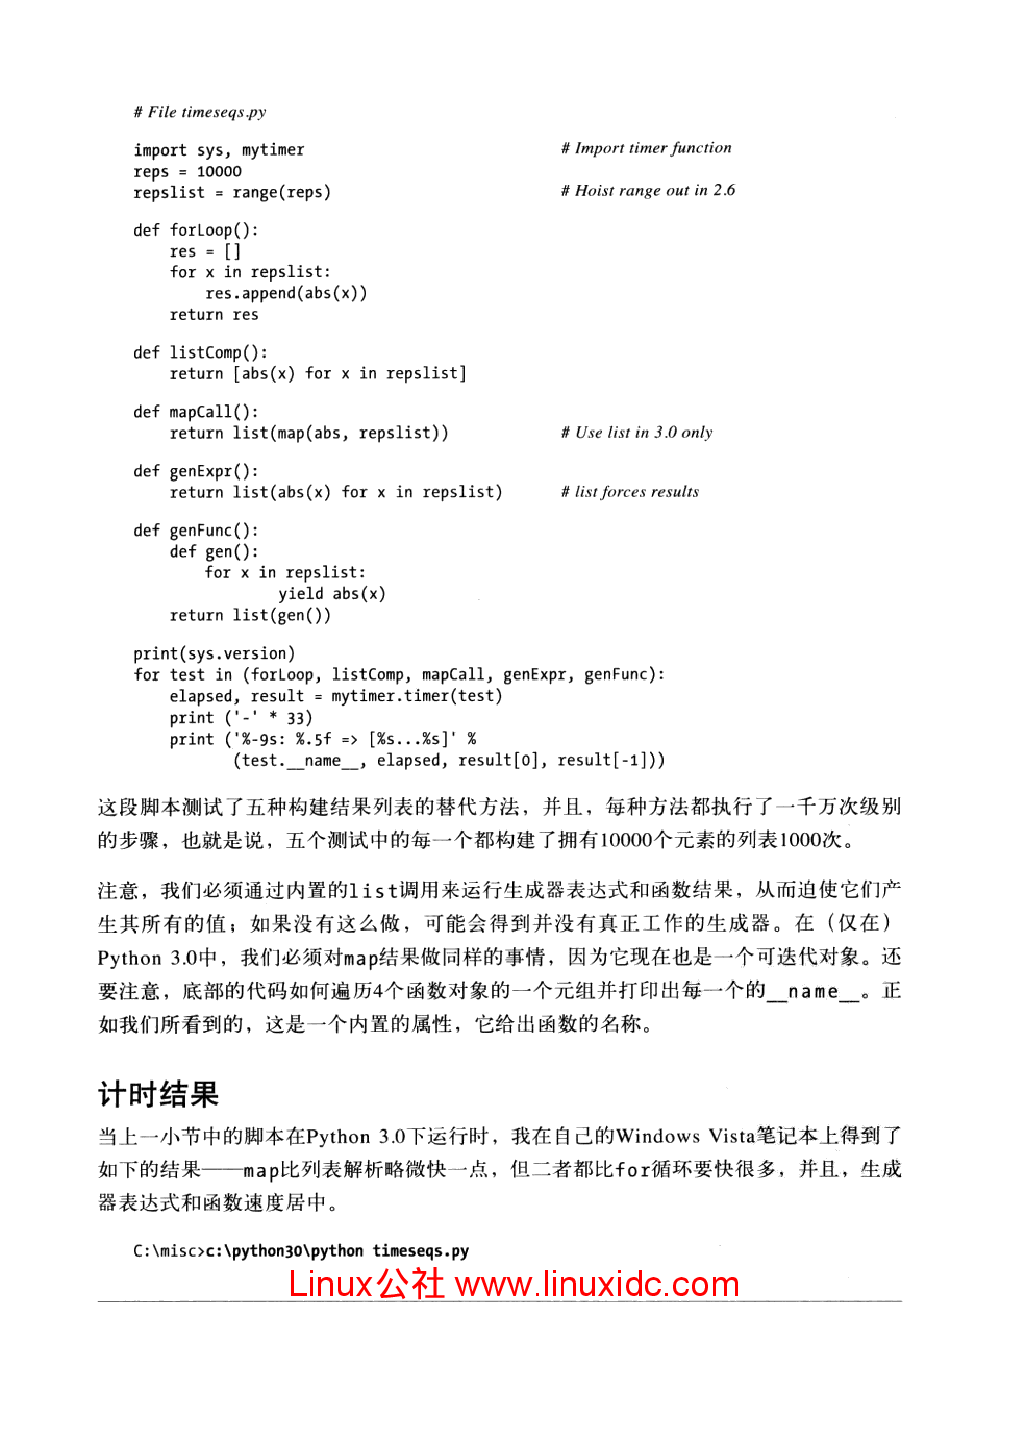 # File timeseqs.py
import sys, mytimer # Import timer function
reps = 10000
repslist = range(reps) # Hoist range out in 2.6
def forLoop():
    res = []
    for x in repslist:
        res.append(abs(x))
    return res
def listComp():
    return [abs(x) for x in repslist]
def mapCall():
    return list(map(abs, repslist)) # Use list in 3.0 only
def genExpr():
    return list(abs(x) for x in repslist) # list forces results
def genFunc():
    def gen():
        for x in repslist:
                yield abs(x)
    return list(gen())
print(sys.version)
for test in (forLoop, listComp, mapCall, genExpr, genFunc):
    elapsed, result = mytimer.timer(test)
    print ('-' * 33)
    print ('%-9s: %.5f => [%s...%s]' %
           (test.__name__, elapsed, result[0], result[-1]))
这段脚本测试了五种构建结果列表的替代方法，并且，每种方法都执行了一千万次级别
的步骤，也就是说，五个测试中的每一个都构建了拥有10000个元素的列表1000次。
注意，我们必须通过内置的list调用来运行生成器表达式和函数结果，从而迫使它们产
生其所有的值；如果没有这么做，可能会得到并没有真正工作的生成器。在（仅在）
Python 3.0中，我们必须对map结果做同样的事情，因为它现在也是一个可迭代对象。还
要注意，底部的代码如何遍历4个函数对象的一个元组并打印出每一个的__name__。正
如我们所看到的，这是一个内置的属性，它给出函数的名称。
计时结果
当上一小节中的脚本在Python 3.0下运行时，我在自己的Windows Vista笔记本上得到了
如下的结果——map比列表解析略微快一点，但二者都比for循环要快很多，并且，生成
器表达式和函数速度居中。
C:\misc>c:\python30\python timeseqs.py
Linux公社 www.linuxidc.com